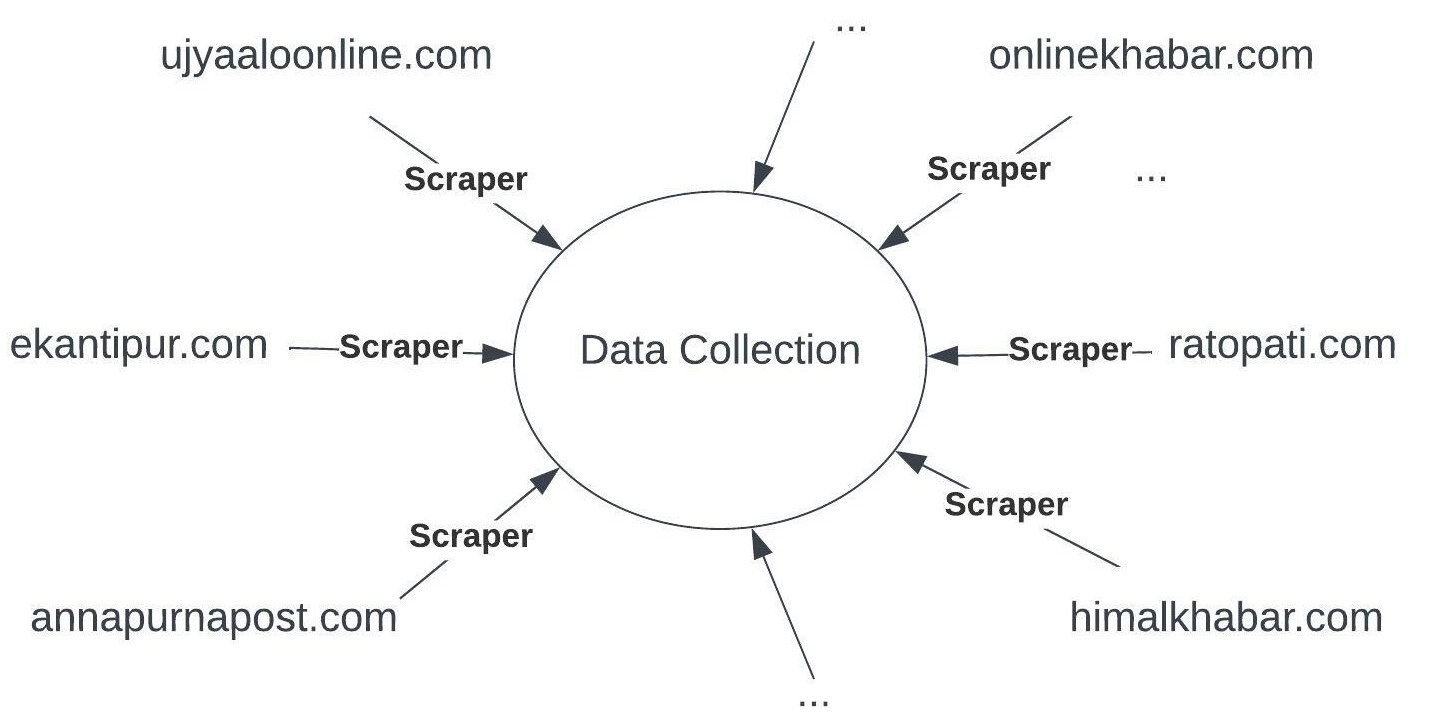 ...
ujyaaloonline.com
onlinekhabar.com
Scraper
Scraper
...
ekantipur.com
Scraper
Data Collection
Scraper
ratopati.com
Scraper
Scraper
annapurnapost.com
himalkhabar.com
...